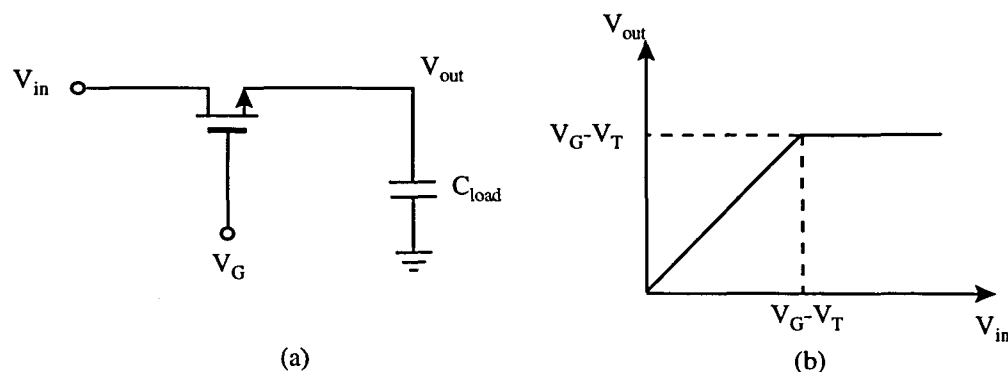 V_in
V_out
C_load
V_G
(a)
V_out
V_G-V_T
V_G-V_T
V_in
(b)